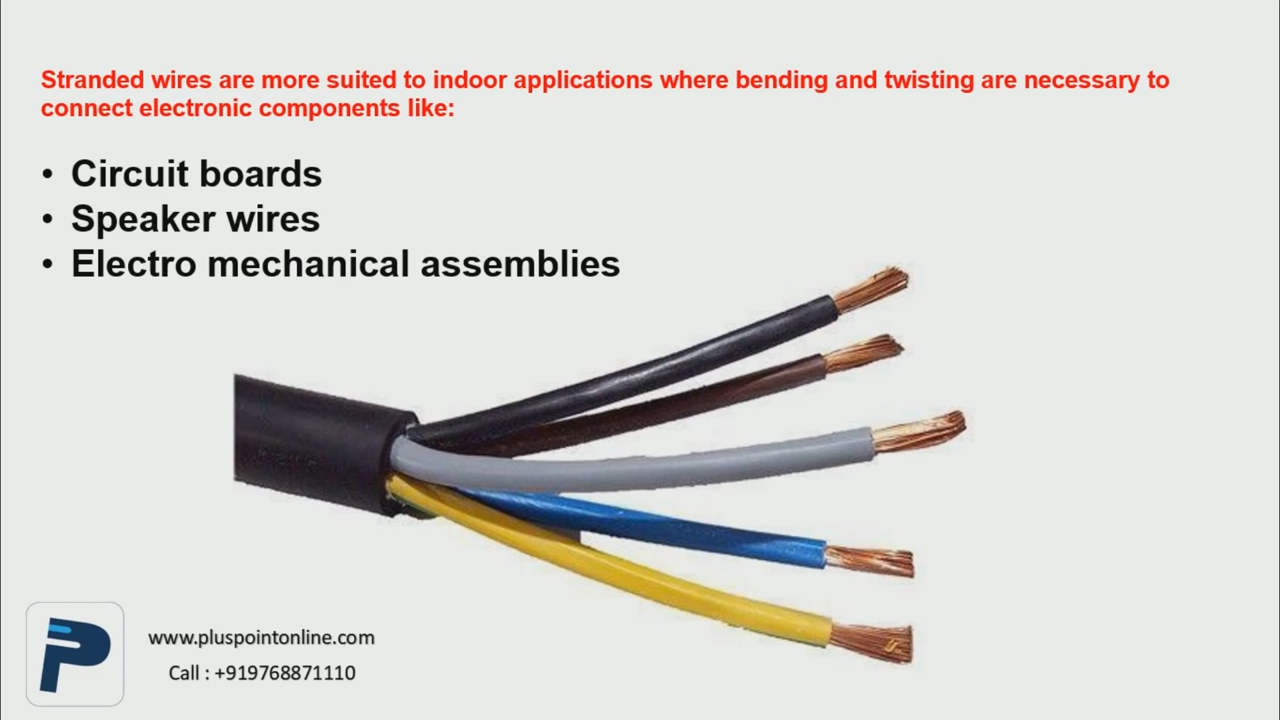 Stranded wires are more suited to indoor applications where bending and twisting are necessary to
connect electronic components like:
• Circuit boards
• Speaker wires
• Electro mechanical assemblies
www.pluspointonline.com
Call : +919768871110